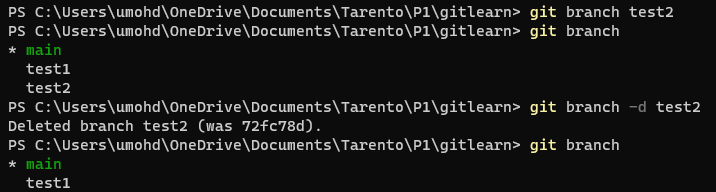 PS C:\Users\umohd\OneDrive\Documents\Tarento\P1\gitlearn> git branch test2
PS C:\Users\umohd\OneDrive\Documents\Tarento\P1\gitlearn> git branch
* main
  test1
  test2
PS C:\Users\umohd\OneDrive\Documents\Tarento\P1\gitlearn> git branch -d test2
Deleted branch test2 (was 72fc78d).
PS C:\Users\umohd\OneDrive\Documents\Tarento\P1\gitlearn> git branch
* main
  test1